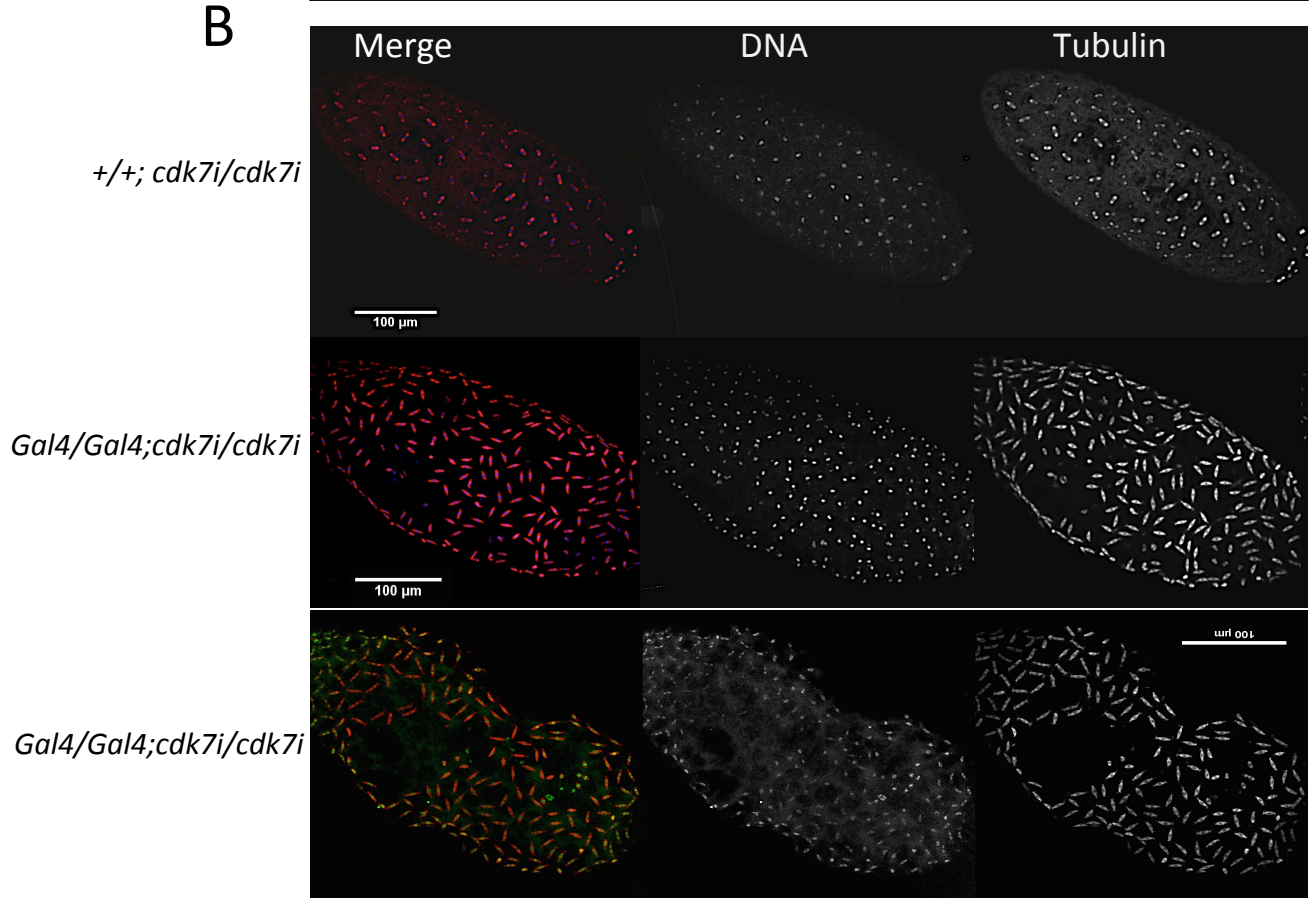 B
Merge DNA Tubulin
+/+; cdk7i/cdk7i
100 µm
Gal4/Gal4;cdk7i/cdk7i
100 µm
100 µm
Gal4/Gal4;cdk7i/cdk7i